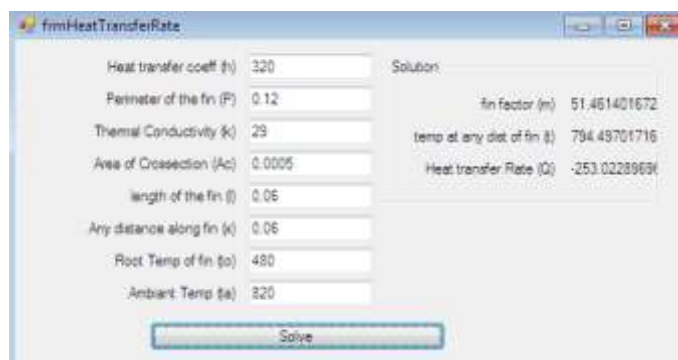 frmHeatTransferRate
Heat transfer coeff (h) 320
Perimeter of the fin (P) 0.12
Thermal Conductivity (k) 29
Area of Crossection (Ac) 0.0005
length of the fin (l) 0.06
Any distance along fin (x) 0.06
Root Temp of fin (to) 480
Ambiant Temp (ta) 820
Solve
Solution
fin factor (m) 51.461401672
temp at any dist of fin (t) 794.49701716
Heat transfer Rate (Q) -253.02289696